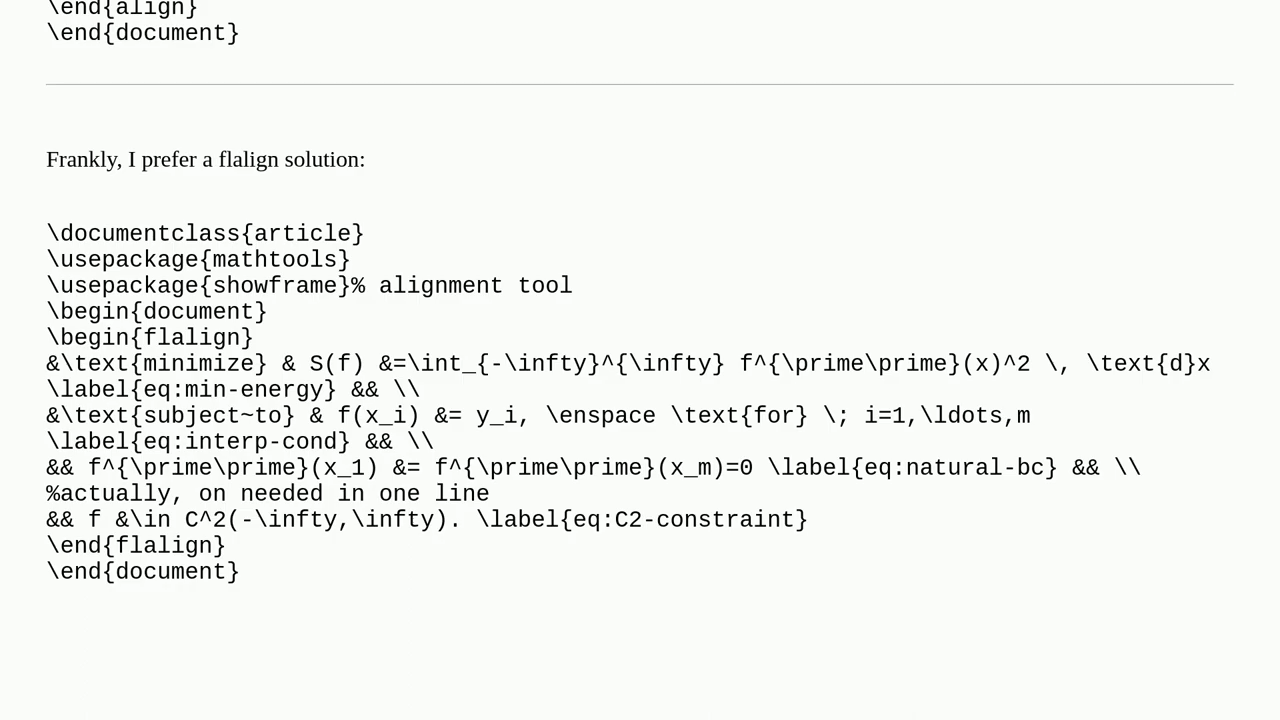 \end{align}
\end{document}
Frankly, I prefer a flalign solution:
\documentclass{article}
\usepackage{mathtools}
\usepackage{showframe}% alignment tool
\begin{document}
\begin{flalign}
&\text{minimize} & S(f) &=\int_{-\infty}^{\infty} f^{\prime\prime}(x)^2 \, \text{d}x
\label{eq:min-energy} && \\
&\text{subject~to} & f(x_i) &= y_i, \enspace \text{for} \; i=1,\ldots,m
\label{eq:interp-cond} && \\
&& f^{\prime\prime}(x_1) &= f^{\prime\prime}(x_m)=0 \label{eq:natural-bc} && \\
%actually, on needed in one line
&& f &\in C^2(-\infty,\infty). \label{eq:C2-constraint}
\end{flalign}
\end{document}